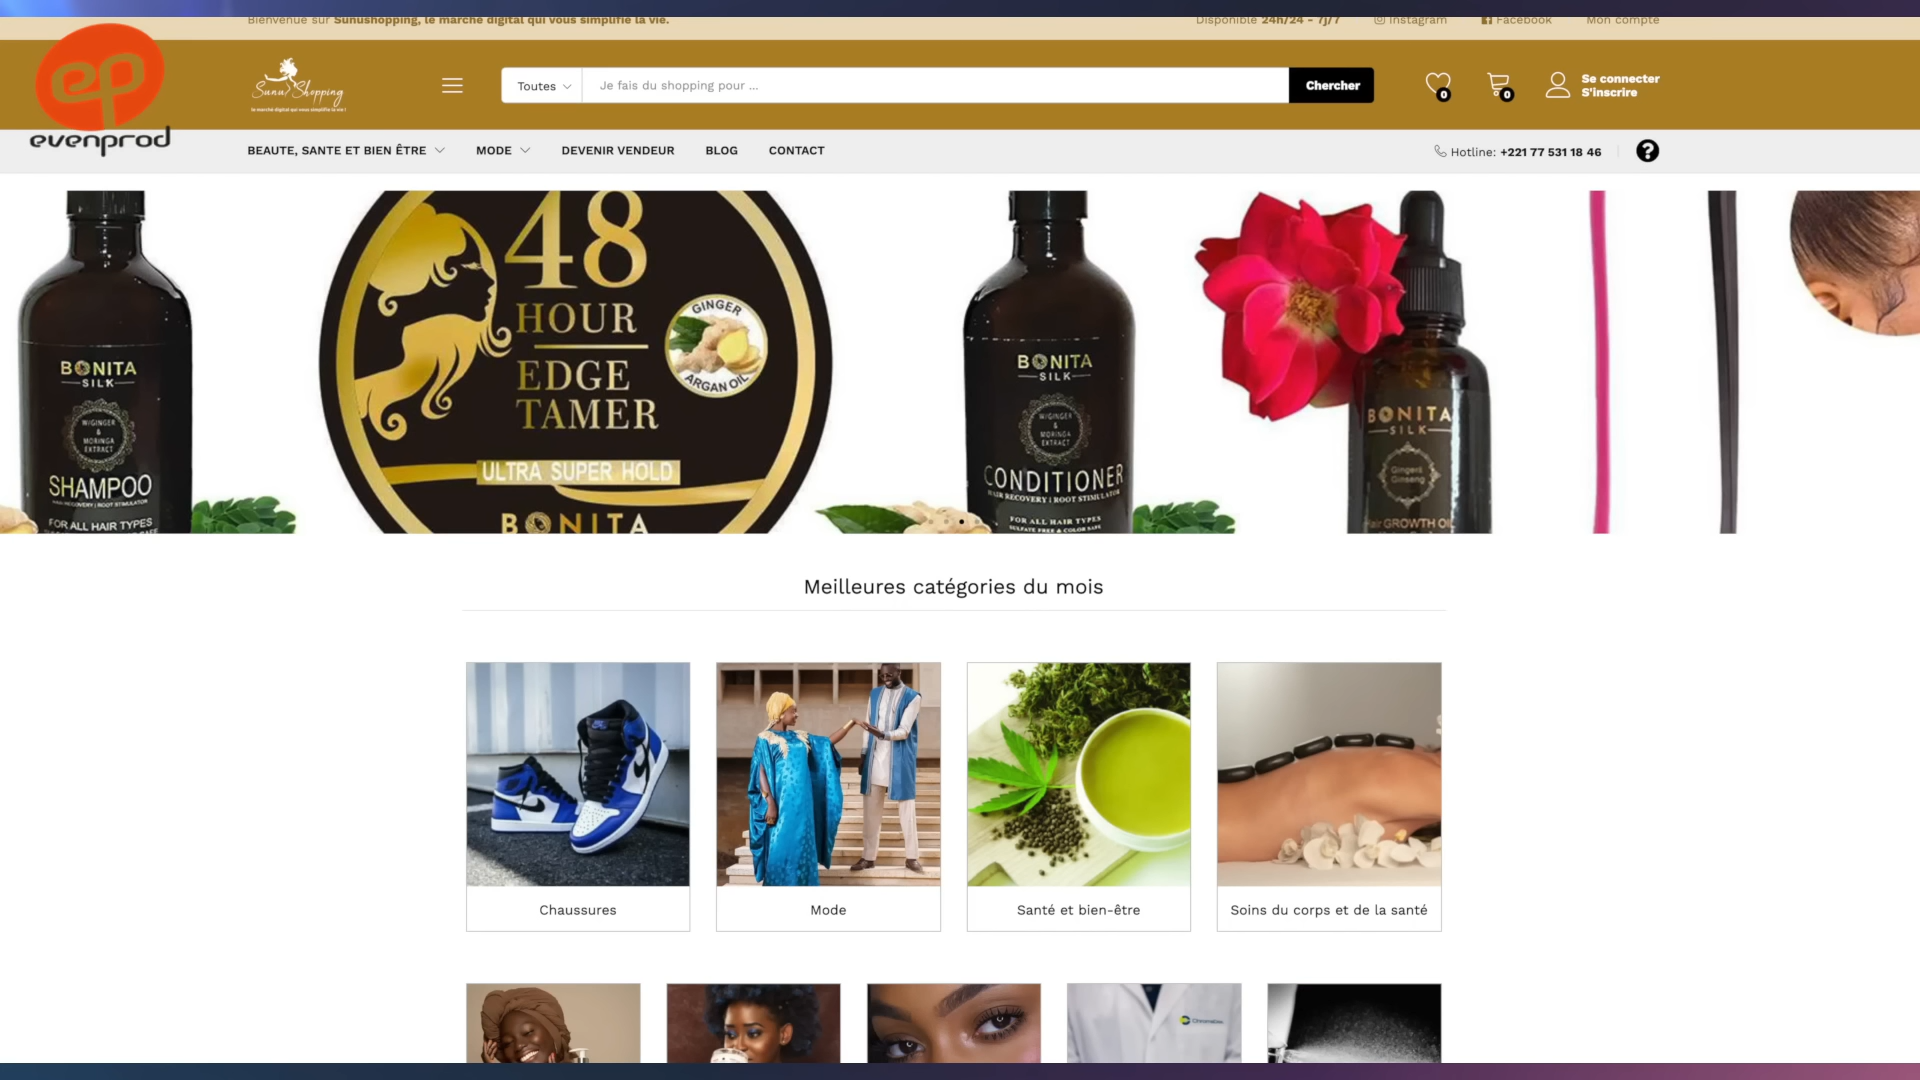 Bienvenue sur Sunushopping, le marché digital qui vous simplifie la vie.
Disponible 24h/24 - 7j/7
Instagram
Facebook
Mon compte
ep
evenprod
Sunu Shopping
le marché digital qui vous simplifie la vie !
Toutes
Je fais du shopping pour ...
Chercher
0
0
Se connecter
S'inscrire
BEAUTE, SANTE ET BIEN ÊTRE
MODE
DEVENIR VENDEUR
BLOG
CONTACT
Hotline: +221 77 531 18 46
?
BONITA
SILK
W/GINGER
&
MORINGA
EXTRACT
SHAMPOO
HAIR RECOVERY | ROOT STIMULATOR
FOR ALL HAIR TYPES
48
HOUR
EDGE
TAMER
GINGER
ARGAN OIL
ULTRA SUPER HOLD
BONITA
BONITA
SILK
W/GINGER
&
MORINGA
EXTRACT
CONDITIONER
HAIR RECOVERY | ROOT STIMULATOR
FOR ALL HAIR TYPES
SULFATE FREE & COLOR SAFE
BONITA
SILK
Ginger&
Ginseng
Hair GROWTH OIL
Meilleures catégories du mois
Chaussures
Mode
Santé et bien-être
Soins du corps et de la santé